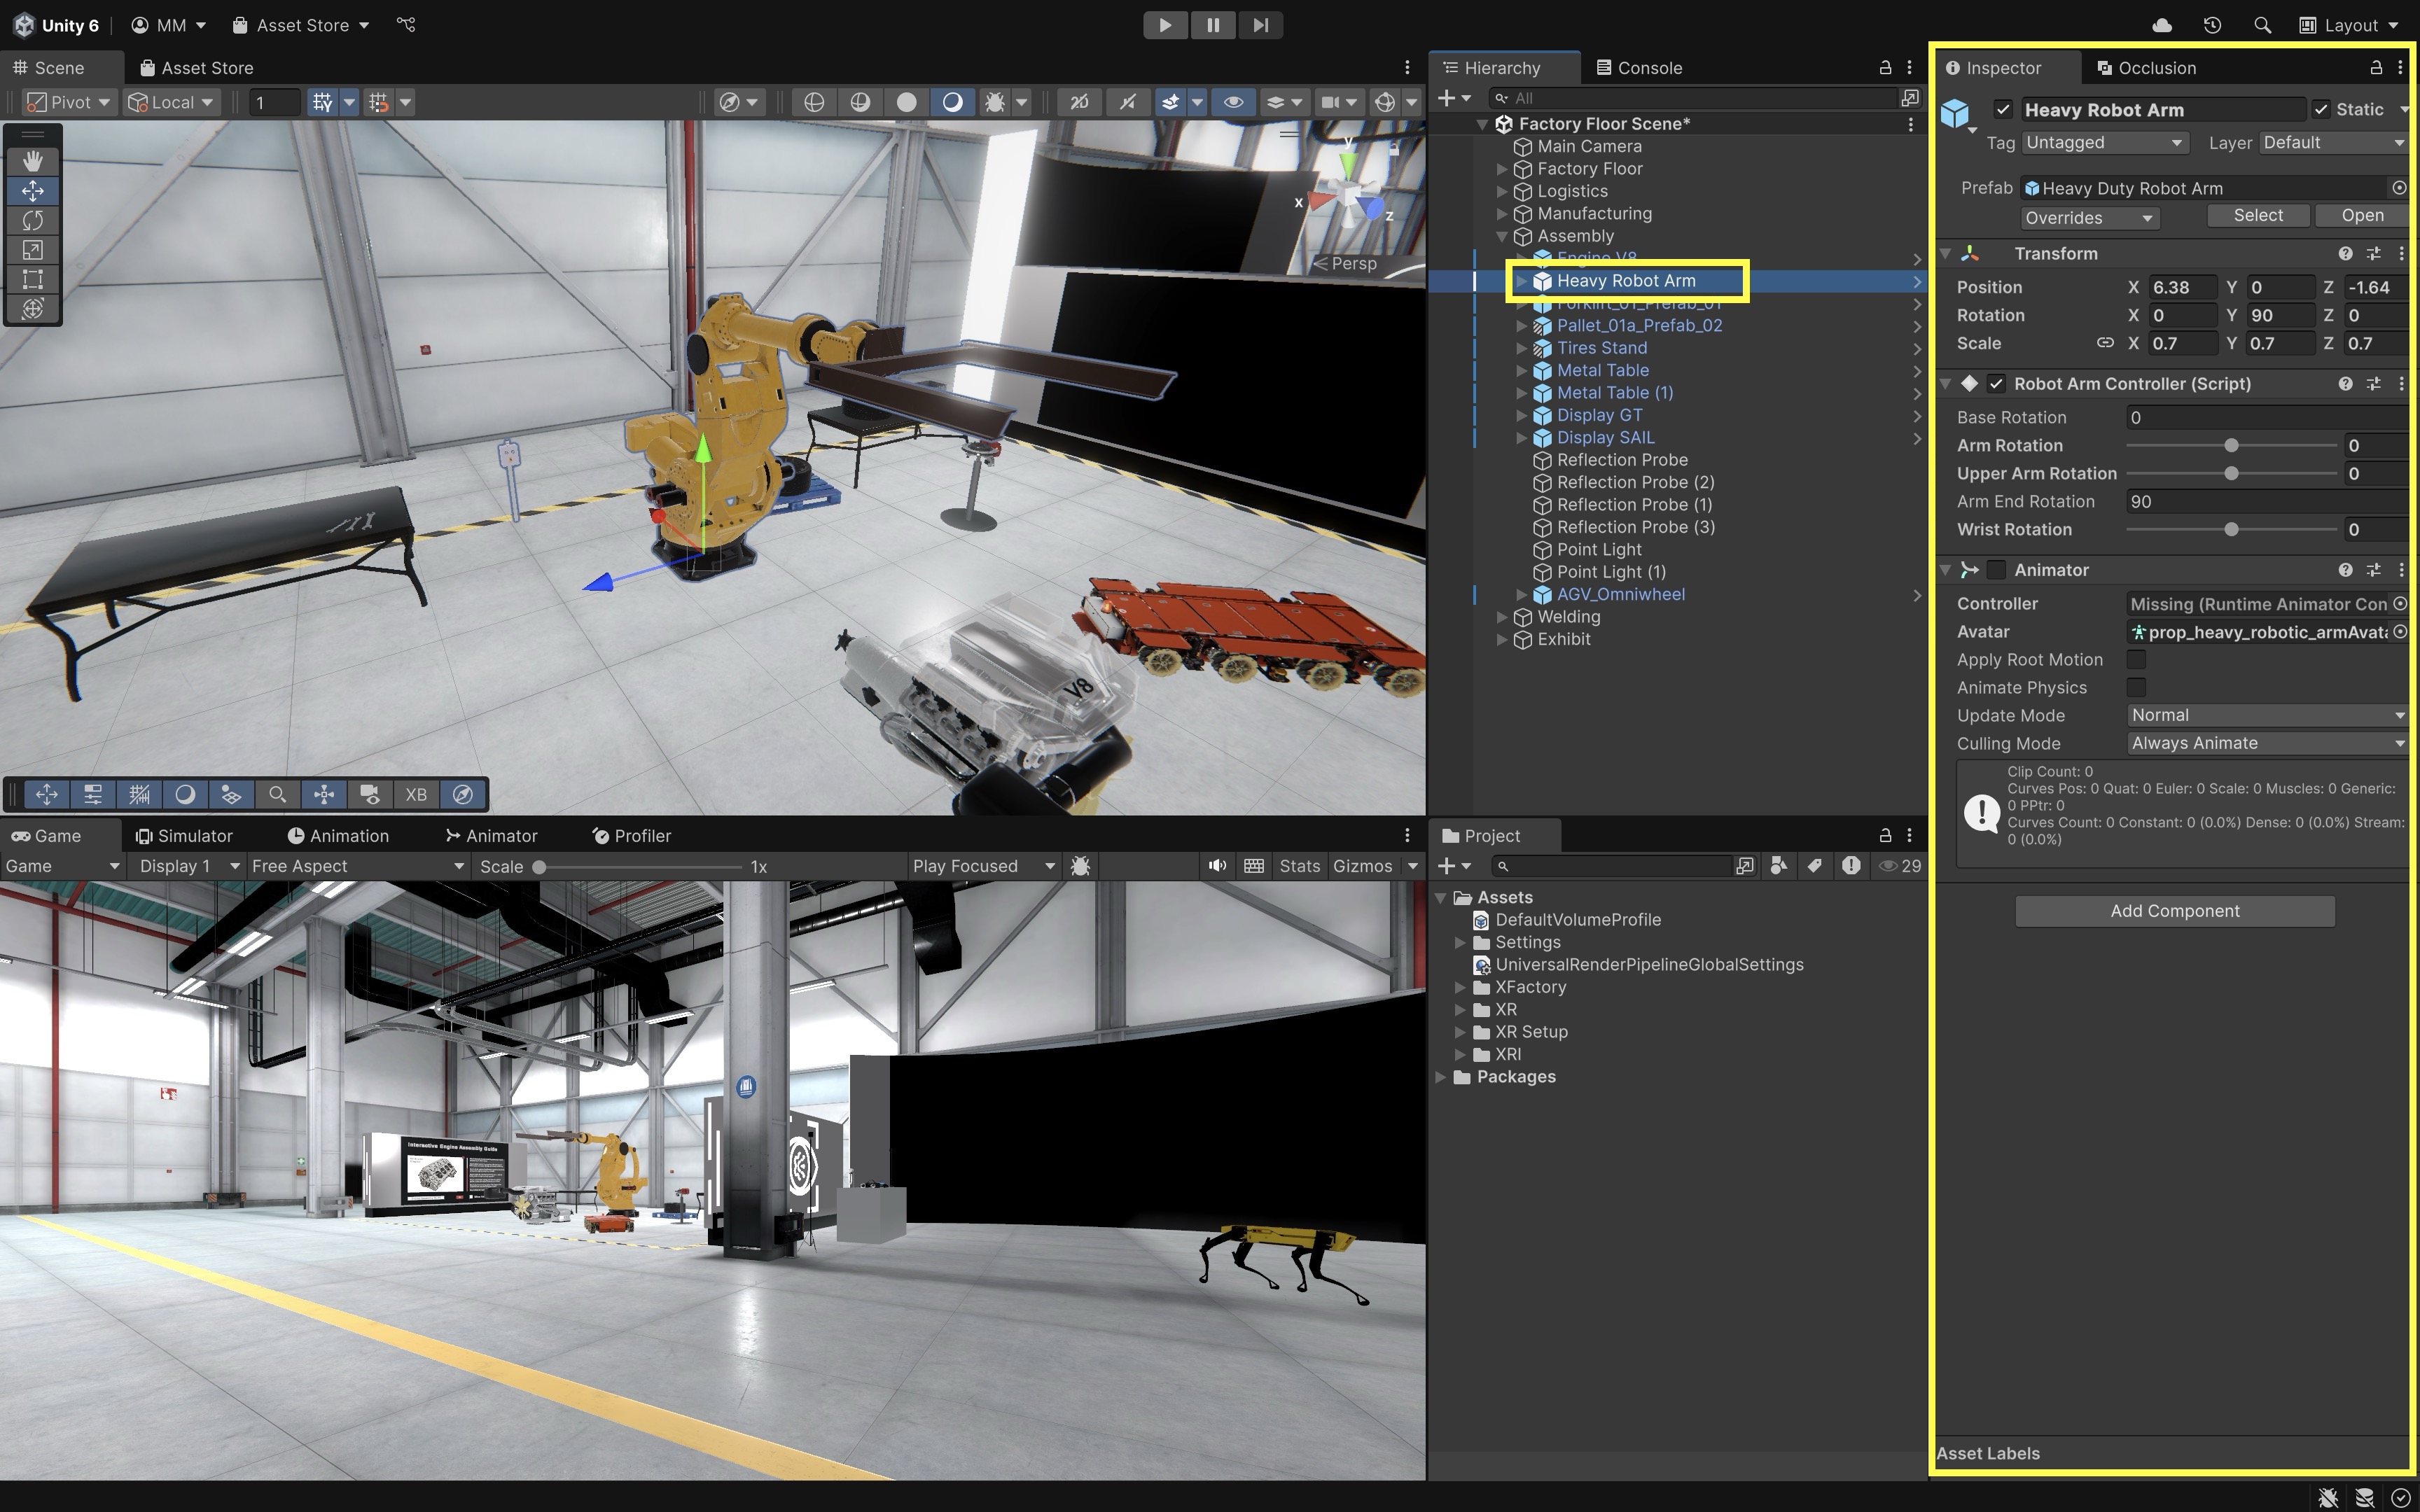 Unity 6
MM
Asset Store
Layout
Scene
Asset Store
Pivot
Local
1
2D
y
x
z
Persp
V8
XB
Hierarchy
Console
All
Factory Floor Scene*
Main Camera
Factory Floor
Logistics
Manufacturing
Assembly
Engine V8
Heavy Robot Arm
Forklift_01_Prefab_01
Pallet_01a_Prefab_02
Tires Stand
Metal Table
Metal Table (1)
Display GT
Display SAIL
Reflection Probe
Reflection Probe (2)
Reflection Probe (1)
Reflection Probe (3)
Point Light
Point Light (1)
AGV_Omniwheel
Welding
Exhibit
Inspector
Occlusion
Heavy Robot Arm
Static
Tag Untagged Layer Default
Prefab Heavy Duty Robot Arm
Overrides Select Open
Transform
Position X 6.38 Y 0 Z -1.64
Rotation X 0 Y 90 Z 0
Scale X 0.7 Y 0.7 Z 0.7
Robot Arm Controller (Script)
Base Rotation 0
Arm Rotation 0
Upper Arm Rotation 0
Arm End Rotation 90
Wrist Rotation 0
Animator
Controller Missing (Runtime Animator Con
Avatar prop_heavy_robotic_armAvata
Apply Root Motion
Animate Physics
Update Mode Normal
Culling Mode Always Animate
Clip Count: 0
Curves Pos: 0 Quat: 0 Euler: 0 Scale: 0 Muscles: 0 Generic:
0 PPtr: 0
Curves Count: 0 Constant: 0 (0.0%) Dense: 0 (0.0%) Stream:
0 (0.0%)
Add Component
Asset Labels
Game
Simulator
Animation
Animator
Profiler
Game
Display 1
Free Aspect
Scale
1x
Play Focused
Stats
Gizmos
Interactive Engine Assembly Guide
Project
29
Assets
DefaultVolumeProfile
Settings
UniversalRenderPipelineGlobalSettings
XFactory
XR
XR Setup
XRI
Packages